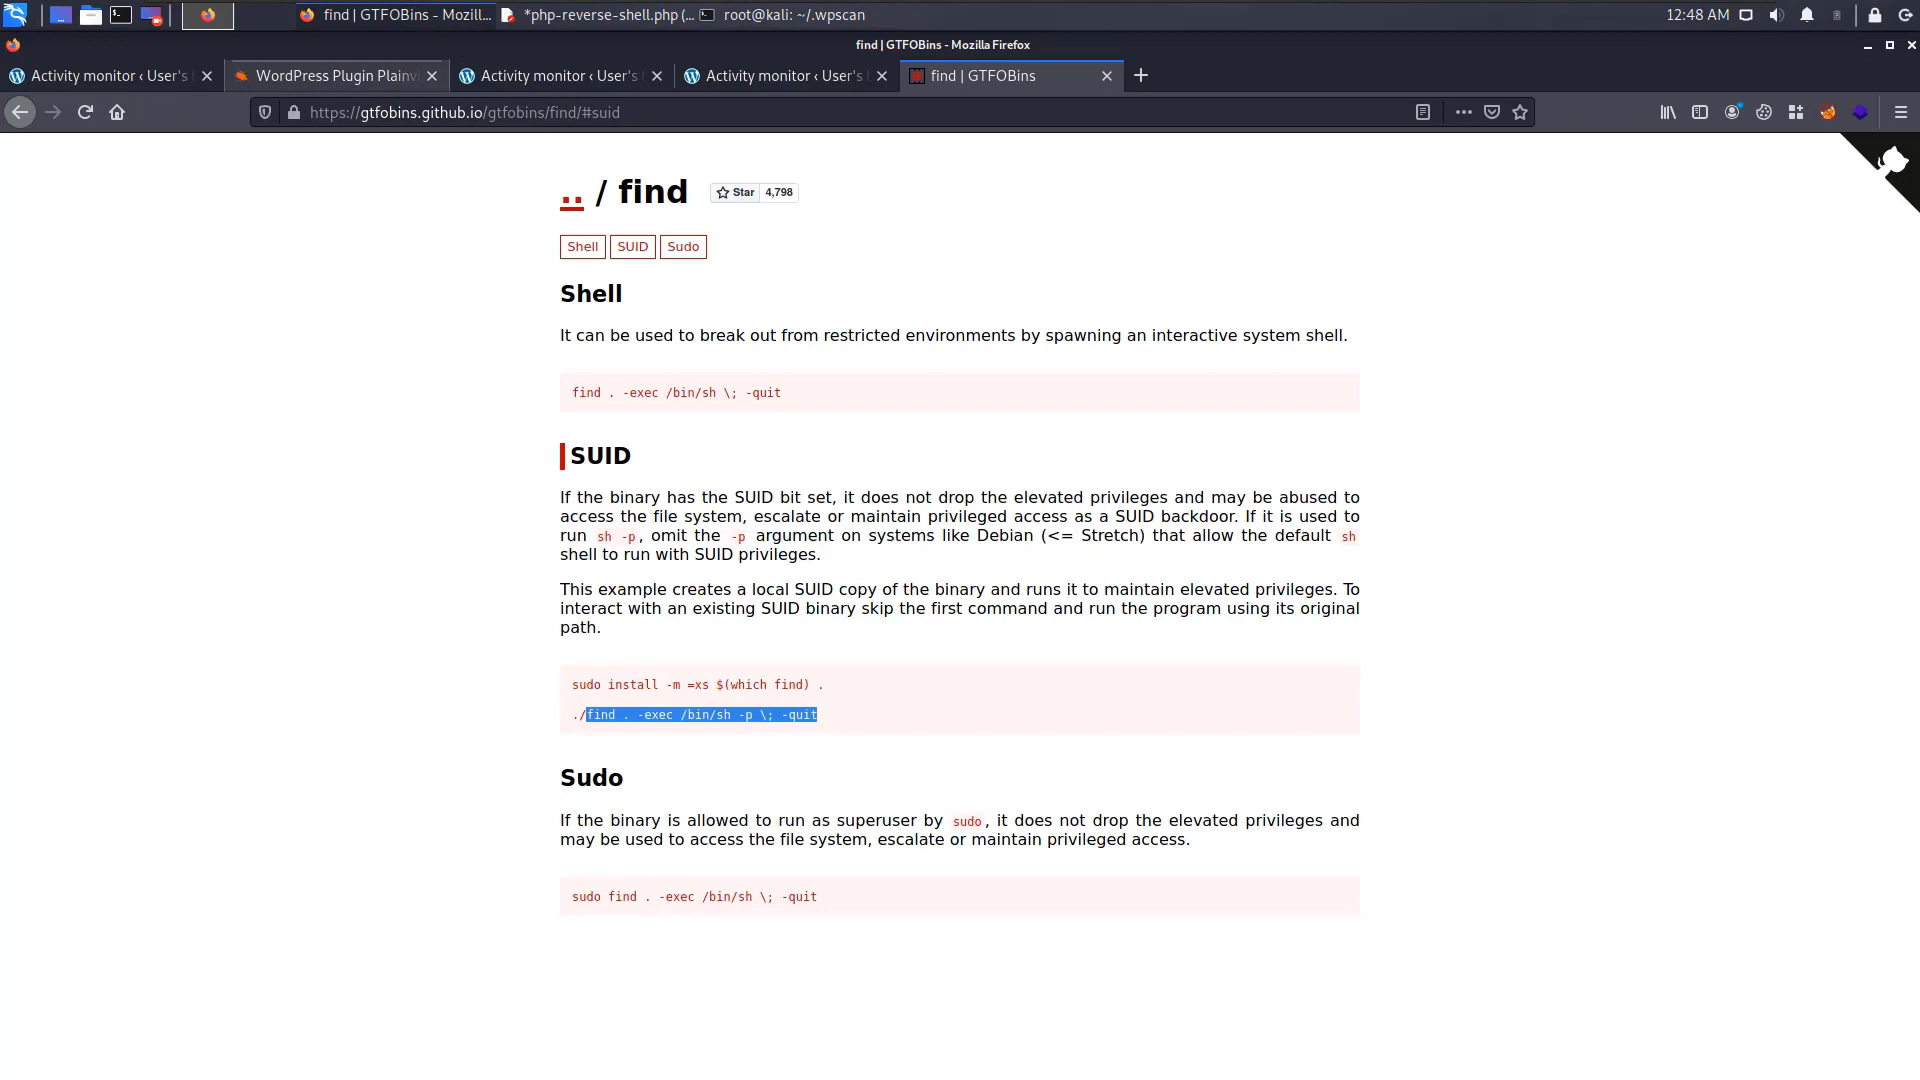 find | GTFOBins - Mozill...
*php-reverse-shell.php (...
root@kali: ~/.wpscan
12:48 AM
find | GTFOBins - Mozilla Firefox
Activity monitor ‹ User's
WordPress Plugin Plainvi
Activity monitor ‹ User's
Activity monitor ‹ User's
find | GTFOBins
https://gtfobins.github.io/gtfobins/find/#suid
.. / find
Star 4,798
Shell SUID Sudo
Shell
It can be used to break out from restricted environments by spawning an interactive system shell.
find . -exec /bin/sh \; -quit
SUID
If the binary has the SUID bit set, it does not drop the elevated privileges and may be abused to
access the file system, escalate or maintain privileged access as a SUID backdoor. If it is used to
run sh -p, omit the -p argument on systems like Debian (<= Stretch) that allow the default sh
shell to run with SUID privileges.
This example creates a local SUID copy of the binary and runs it to maintain elevated privileges. To
interact with an existing SUID binary skip the first command and run the program using its original
path.
sudo install -m =xs $(which find) .
./find . -exec /bin/sh -p \; -quit
Sudo
If the binary is allowed to run as superuser by sudo, it does not drop the elevated privileges and
may be used to access the file system, escalate or maintain privileged access.
sudo find . -exec /bin/sh \; -quit